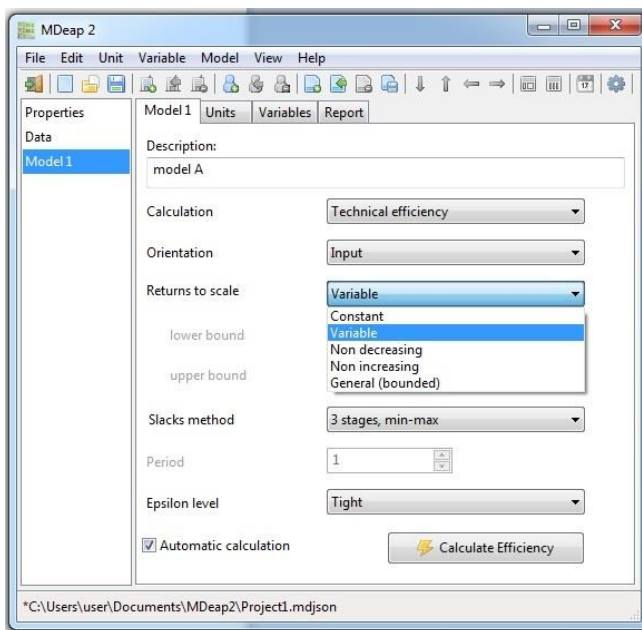 MDeap 2
File Edit Unit Variable Model View Help
17
Properties
Data
Model 1
Model 1 Units Variables Report
Description:
model A
Calculation Technical efficiency
Orientation Input
Returns to scale Variable
Constant
Variable
Non decreasing
Non increasing
General (bounded)
lower bound
upper bound
Slacks method 3 stages, min-max
Period 1
Epsilon level Tight
Automatic calculation Calculate Efficiency
*C:\Users\user\Documents\MDeap2\Project1.mdjson